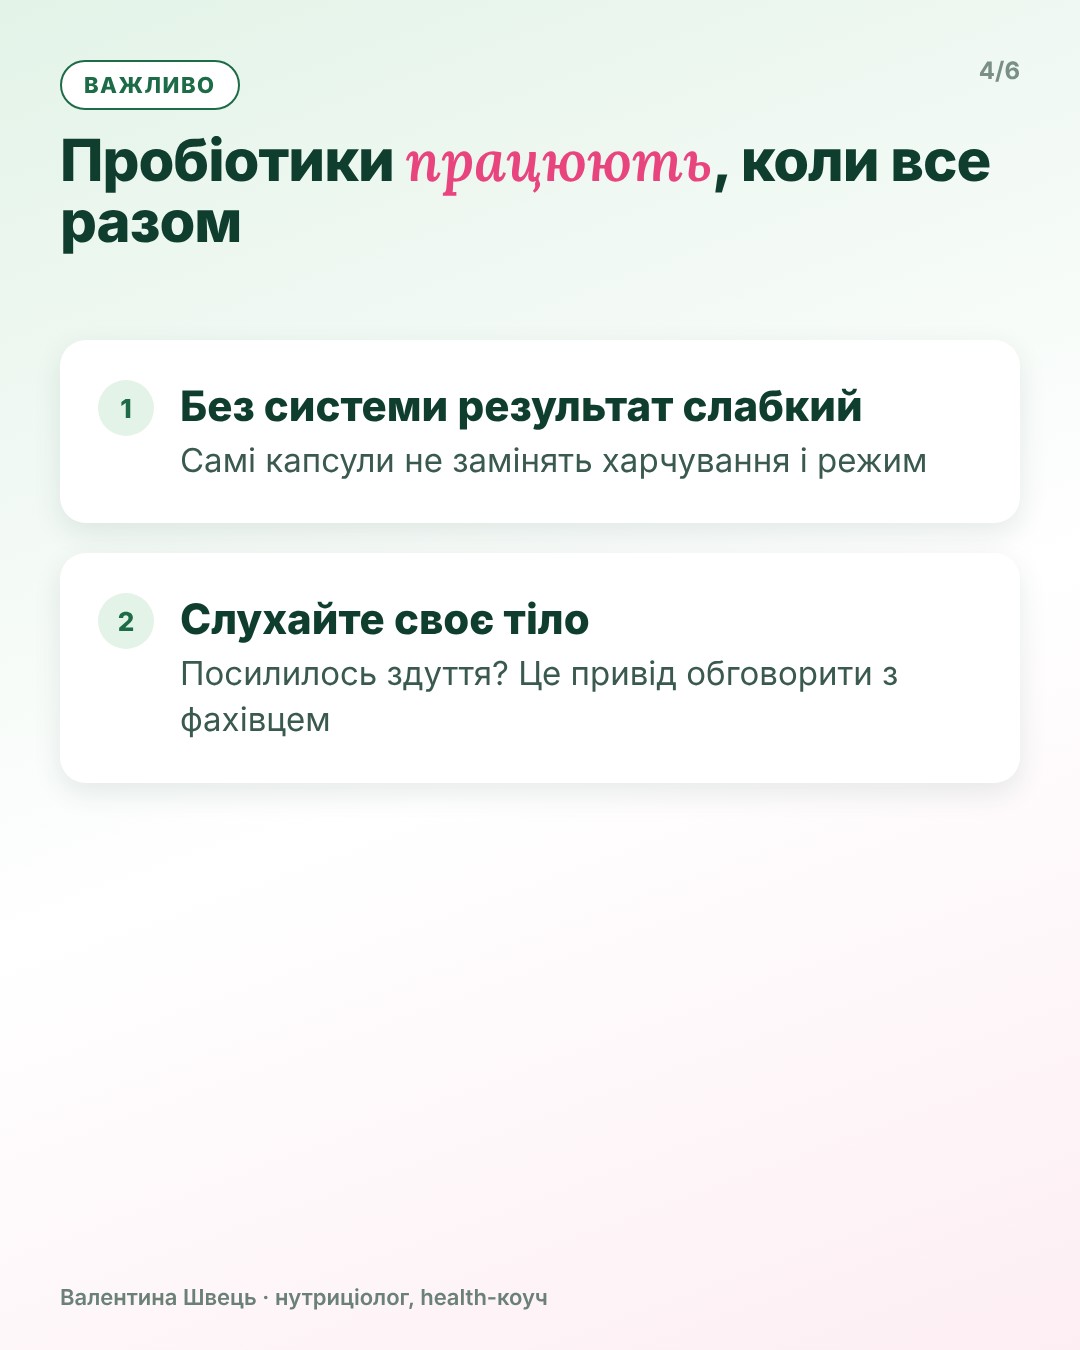 ВАЖЛИВО
4/6
Пробіотики працюють, коли все
разом
1
Без системи результат слабкий
Самі капсули не замінять харчування і режим
2
Слухайте своє тіло
Посилилось здуття? Це привід обговорити з
фахівцем
Валентина Швець · нутриціолог, health-коуч